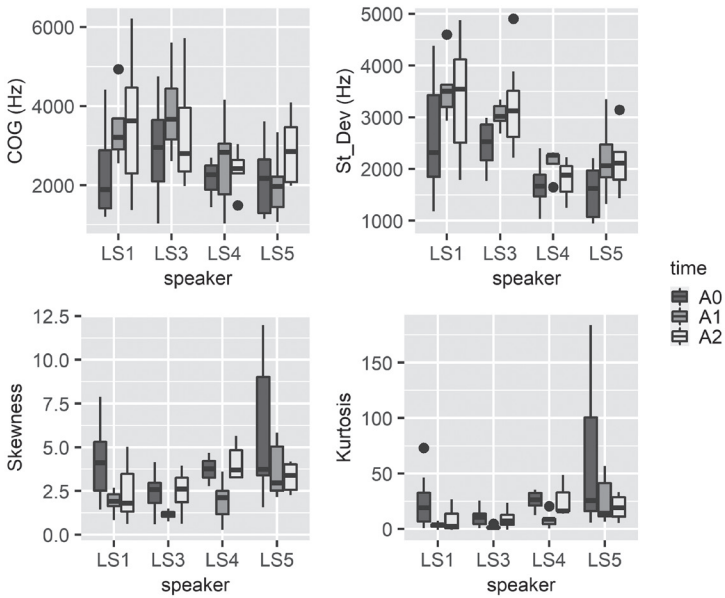 COG (Hz)
6000
4000
2000
LS1 LS3 LS4 LS5
speaker
St_Dev (Hz)
5000
4000
3000
2000
1000
LS1 LS3 LS4 LS5
speaker
Skewness
12.5
10.0
7.5
5.0
2.5
0.0
LS1 LS3 LS4 LS5
speaker
Kurtosis
150
100
50
0
LS1 LS3 LS4 LS5
speaker
time
A0
A1
A2